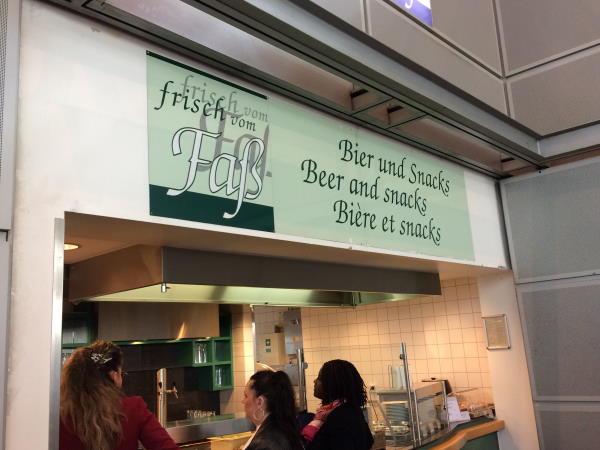 frisch vom
Faß
Bier und Snacks
Beer and snacks
Bière et snacks